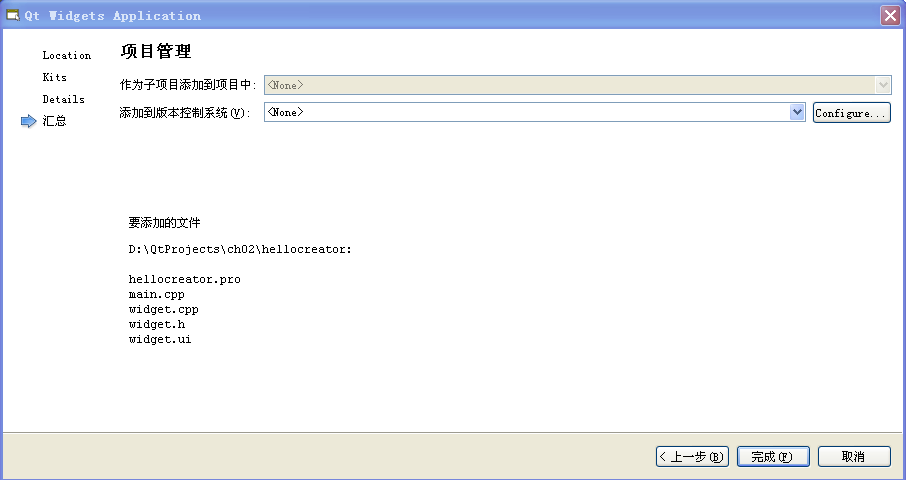 Qt Widgets Application
Location
Kits
Details
汇总
项目管理
作为子项目添加到项目中: <None>
添加到版本控制系统(V): <None> Configure...
要添加的文件
D:\QtProjects\ch02\hellocreator:
hellocreator.pro
main.cpp
widget.cpp
widget.h
widget.ui
< 上一步(B) 完成(F) 取消